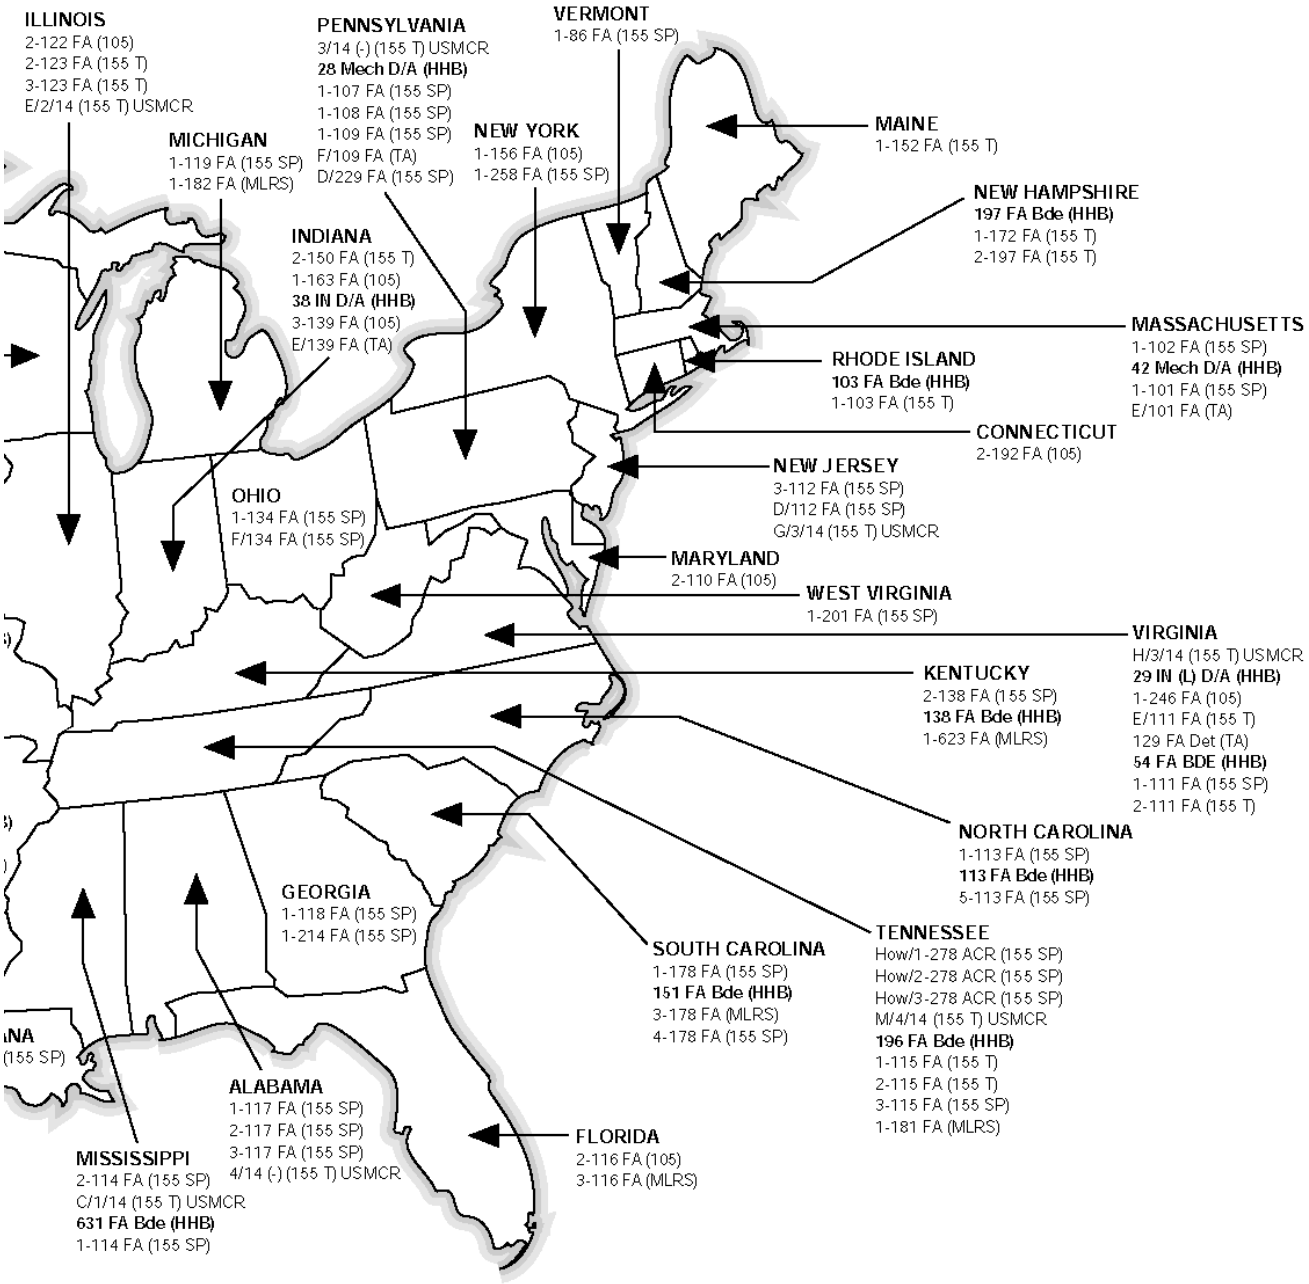 ILLINOIS
2-122 FA (105)
2-123 FA (155 T)
3-123 FA (155 T)
E/2/14 (155 T) USMCR
MICHIGAN
1-119 FA (155 SP)
1-182 FA (MLRS)
PENNSYLVANIA
3/14 (-) (155 T) USMCR
28 Mech D/A (HHB)
1-107 FA (155 SP)
1-108 FA (155 SP)
1-109 FA (155 SP)
F/109 FA (TA)
D/229 FA (155 SP)
VERMONT
1-86 FA (155 SP)
NEW YORK
1-156 FA (105)
1-258 FA (155 SP)
MAINE
1-152 FA (155 T)
NEW HAMPSHIRE
197 FA Bde (HHB)
1-172 FA (155 T)
2-197 FA (155 T)
INDIANA
2-150 FA (155 T)
1-163 FA (105)
38 IN D/A (HHB)
3-139 FA (105)
E/139 FA (TA)
MASSACHUSETTS
1-102 FA (155 SP)
42 Mech D/A (HHB)
1-101 FA (155 SP)
E/101 FA (TA)
RHODE ISLAND
103 FA Bde (HHB)
1-103 FA (155 T)
CONNECTICUT
2-192 FA (105)
NEW JERSEY
3-112 FA (155 SP)
D/112 FA (155 SP)
G/3/14 (155 T) USMCR
OHIO
1-134 FA (155 SP)
F/134 FA (155 SP)
MARYLAND
2-110 FA (105)
WEST VIRGINIA
1-201 FA (155 SP)
VIRGINIA
H/3/14 (155 T) USMCR
29 IN (L) D/A (HHB)
1-246 FA (105)
E/111 FA (155 T)
129 FA Det (TA)
54 FA BDE (HHB)
1-111 FA (155 SP)
2-111 FA (155 T)
KENTUCKY
2-138 FA (155 SP)
138 FA Bde (HHB)
1-623 FA (MLRS)
NORTH CAROLINA
1-113 FA (155 SP)
113 FA Bde (HHB)
5-113 FA (155 SP)
GEORGIA
1-118 FA (155 SP)
1-214 FA (155 SP)
TENNESSEE
How/1-278 ACR (155 SP)
How/2-278 ACR (155 SP)
How/3-278 ACR (155 SP)
M/4/14 (155 T) USMCR
196 FA Bde (HHB)
1-115 FA (155 T)
2-115 FA (155 T)
3-115 FA (155 SP)
1-181 FA (MLRS)
SOUTH CAROLINA
1-178 FA (155 SP)
151 FA Bde (HHB)
3-178 FA (MLRS)
4-178 FA (155 SP)
ANA
(155 SP)
ALABAMA
1-117 FA (155 SP)
2-117 FA (155 SP)
3-117 FA (155 SP)
4/14 (-) (155 T) USMCR
FLORIDA
2-116 FA (105)
3-116 FA (MLRS)
MISSISSIPPI
2-114 FA (155 SP)
C/1/14 (155 T) USMCR
631 FA Bde (HHB)
1-114 FA (155 SP)